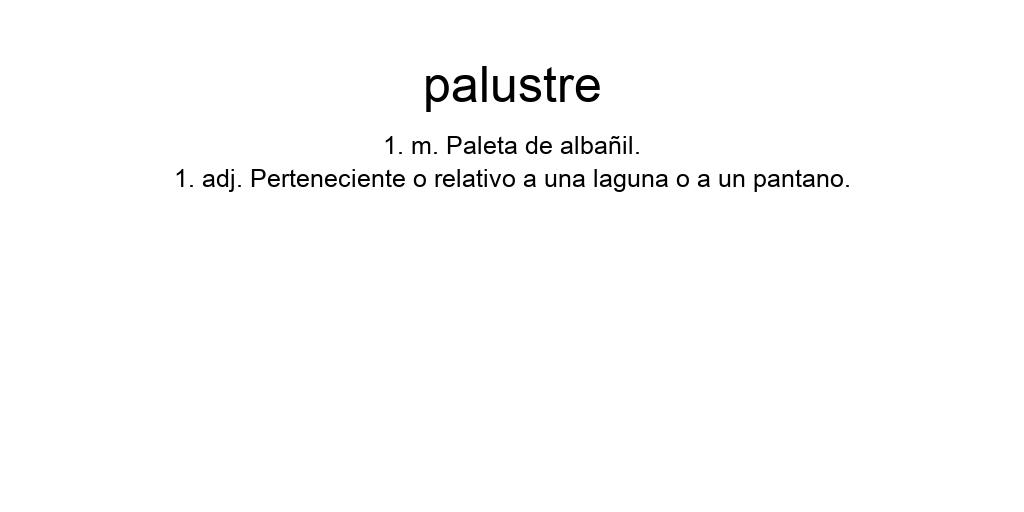 palustre
1. m. Paleta de albañil.
1. adj. Perteneciente o relativo a una laguna o a un pantano.